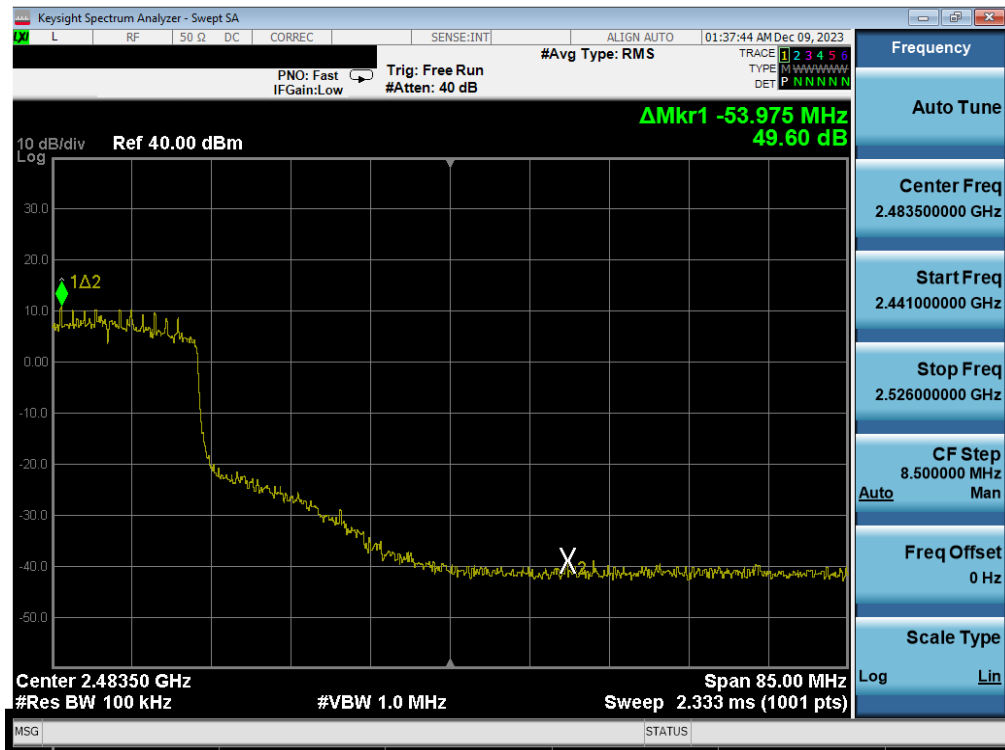 Keysight Spectrum Analyzer - Swept SA
LXI L RF 50 Ω DC CORREC SENSE:INT ALIGN AUTO 01:37:44 AM Dec 09, 2023
#Avg Type: RMS TRACE 1 2 3 4 5 6
PNO: Fast Trig: Free Run TYPE M WWWWW
IFGain:Low #Atten: 40 dB DET P N N N N N
ΔMkr1 -53.975 MHz
49.60 dB
10 dB/div Ref 40.00 dBm
Log
30.0
20.0
1Δ2
10.0
0.00
-10.0
-20.0
-30.0
-40.0
X2
-50.0
Center 2.48350 GHz Span 85.00 MHz
#Res BW 100 kHz #VBW 1.0 MHz Sweep 2.333 ms (1001 pts)
MSG STATUS
Frequency
Auto Tune
Center Freq
2.483500000 GHz
Start Freq
2.441000000 GHz
Stop Freq
2.526000000 GHz
CF Step
8.500000 MHz
Auto Man
Freq Offset
0 Hz
Scale Type
Log Lin